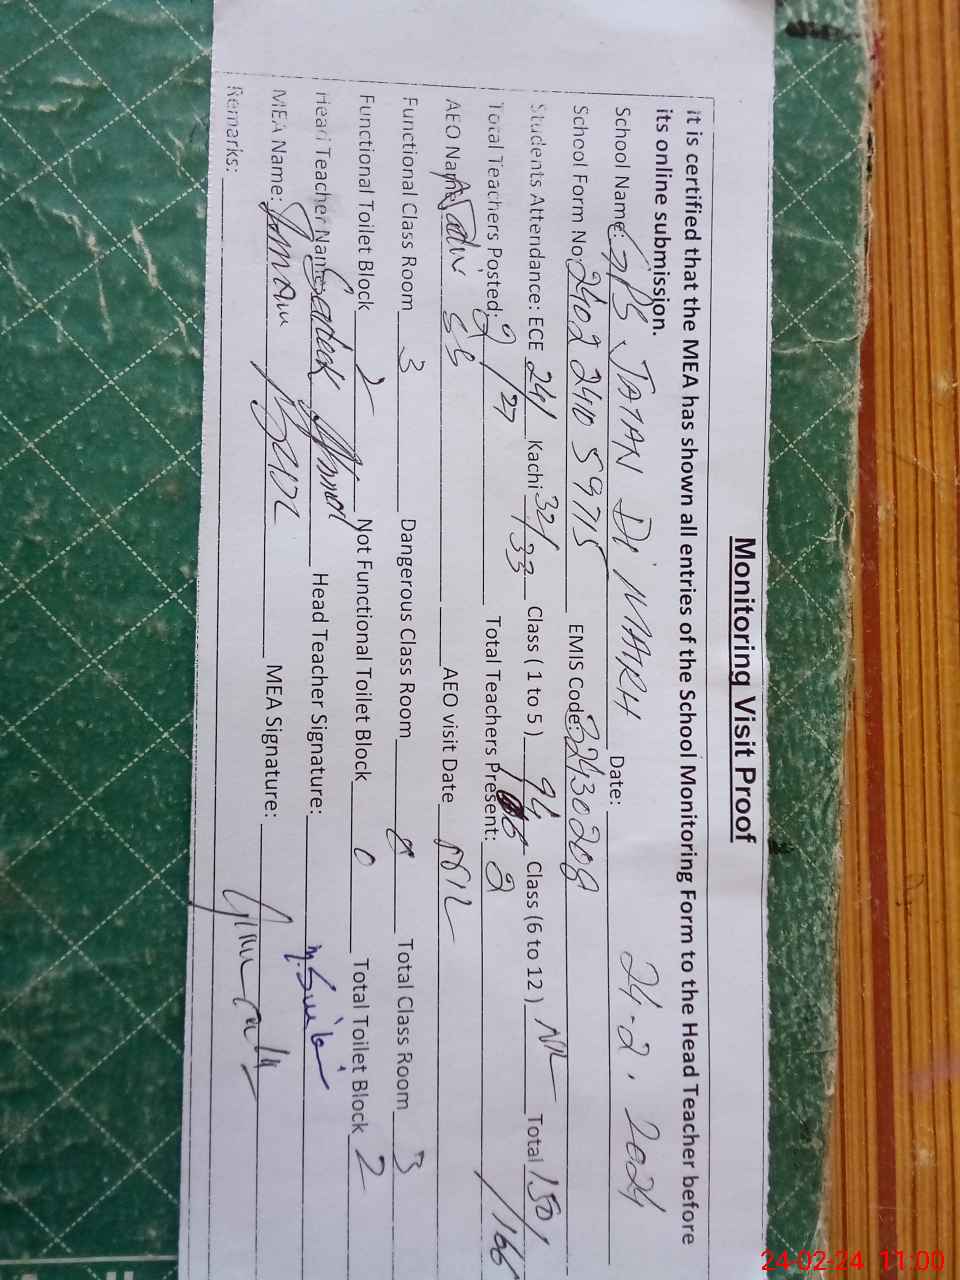 Monitoring Visit Proof
it is certified that the MEA has shown all entries of the School Monitoring Form to the Head Teacher before
its online submission.
School Name: GPS JATAN DI MARH Date: 24-2.2024
School Form No: 2402240 59715 EMIS Code: 32430208
Students Attendance: ECE 24/ Kachi 32/33 Class ( 1 to 5 ) 94/ Class (6 to 12 ) Total 150/166
Total Teachers Posted: 2/27 Total Teachers Present: 2
AEO Name: AEO visit Date
Functional Class Room 3 Dangerous Class Room 0 Total Class Room 3
Functional Toilet Block 2 Not Functional Toilet Block 0 Total Toilet Block 2
Head Teacher Name: Head Teacher Signature:
MEA Name: MEA Signature:
Remarks:
24-02-24 11:00